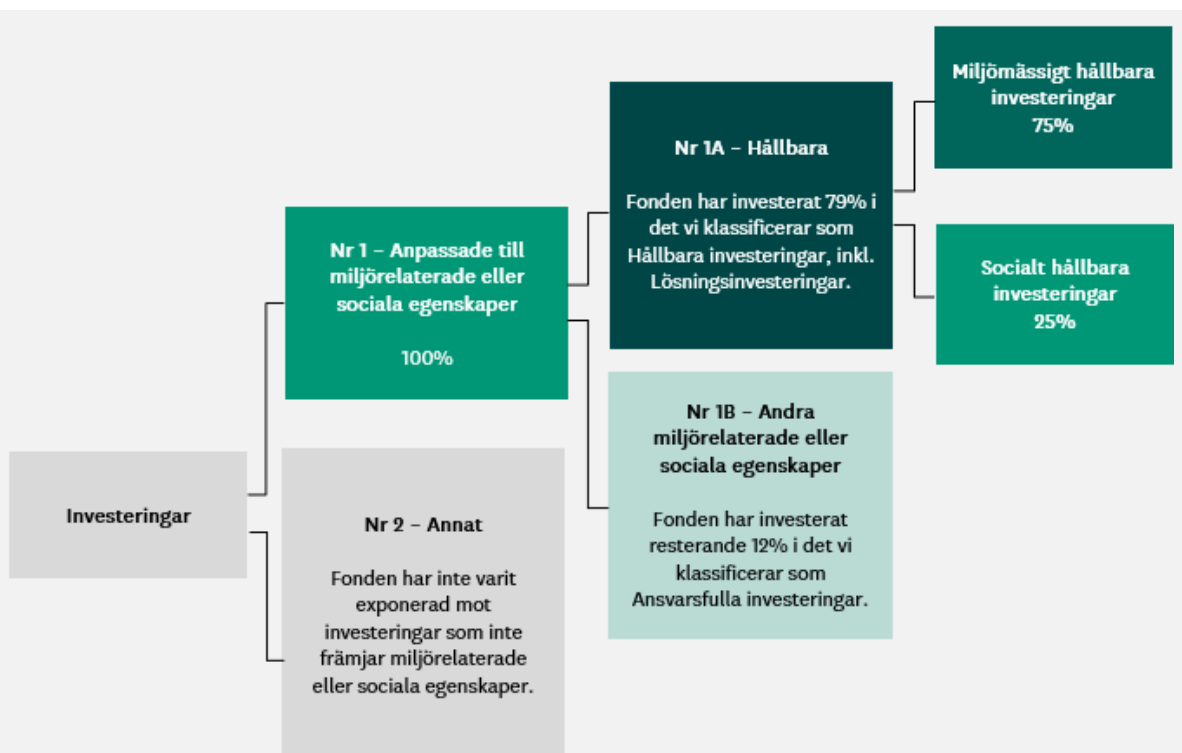 Investeringar
Nr 1 – Anpassade till
miljörelaterade eller
sociala egenskaper
100%
Nr 2 – Annat
Fonden har inte varit
exponerad mot
investeringar som inte
främjar miljörelaterade
eller sociala egenskaper.
Nr 1A – Hållbara
Fonden har investerat 79% i
det vi klassificerar som
Hållbara investeringar, inkl.
Lösningsinvesteringar.
Nr 1B – Andra
miljörelaterade eller
sociala egenskaper
Fonden har investerat
resterande 12% i det vi
klassificerar som
Ansvarsfulla investeringar.
Miljömässigt hållbara
investeringar
75%
Socialt hållbara
investeringar
25%